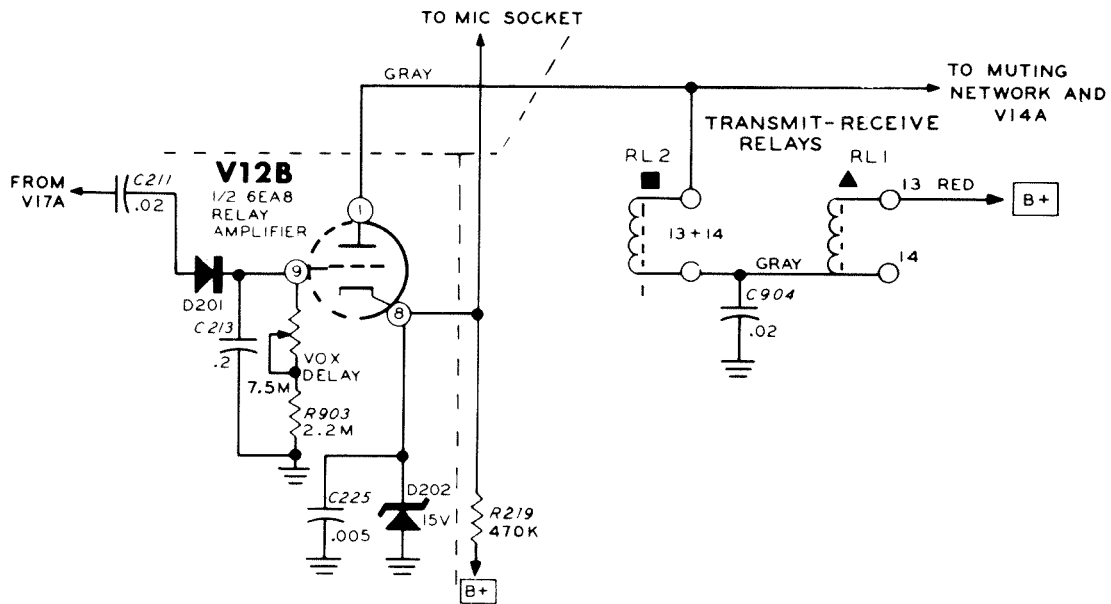 TO MIC SOCKET
GRAY
TO MUTING
NETWORK AND
V14A
TRANSMIT-RECEIVE
RELAYS
RL2
RL1
13
RED
B+
FROM
V17A
C211
.02
V12B
1/2 6EA8
RELAY
AMPLIFIER
1
9
8
13+14
GRAY
14
C904
.02
D201
C213
.2
VOX
DELAY
7.5M
R903
2.2M
C225
.005
D202
15V
R219
470K
B+